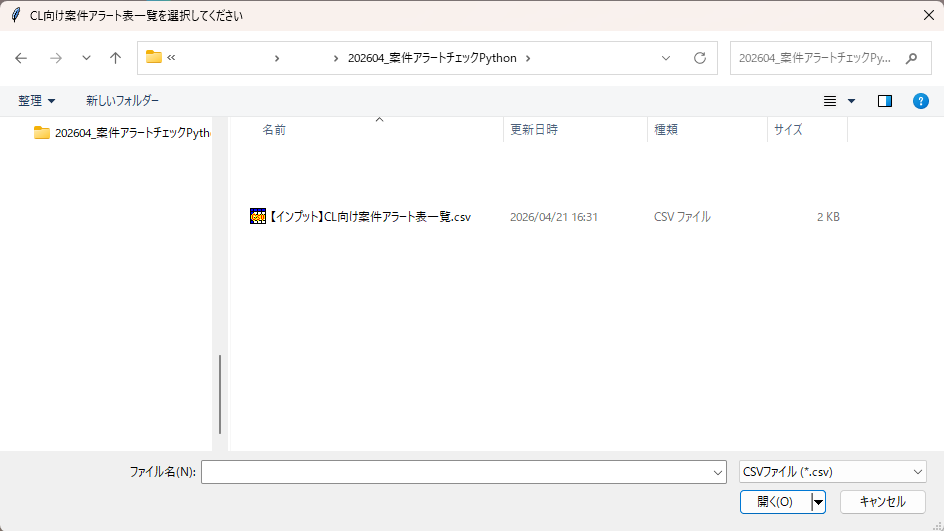 CL向け案件アラート表一覧を選択してください
« › › 202604_案件アラートチェックPython ›
202604_案件アラートチェックPy...
整理 新しいフォルダー
202604_案件アラートチェックPyth
名前 更新日時 種類 サイズ
【インプット】CL向け案件アラート表一覧.csv 2026/04/21 16:31 CSV ファイル 2 KB
ファイル名(N): CSVファイル (*.csv)
開く(O) キャンセル